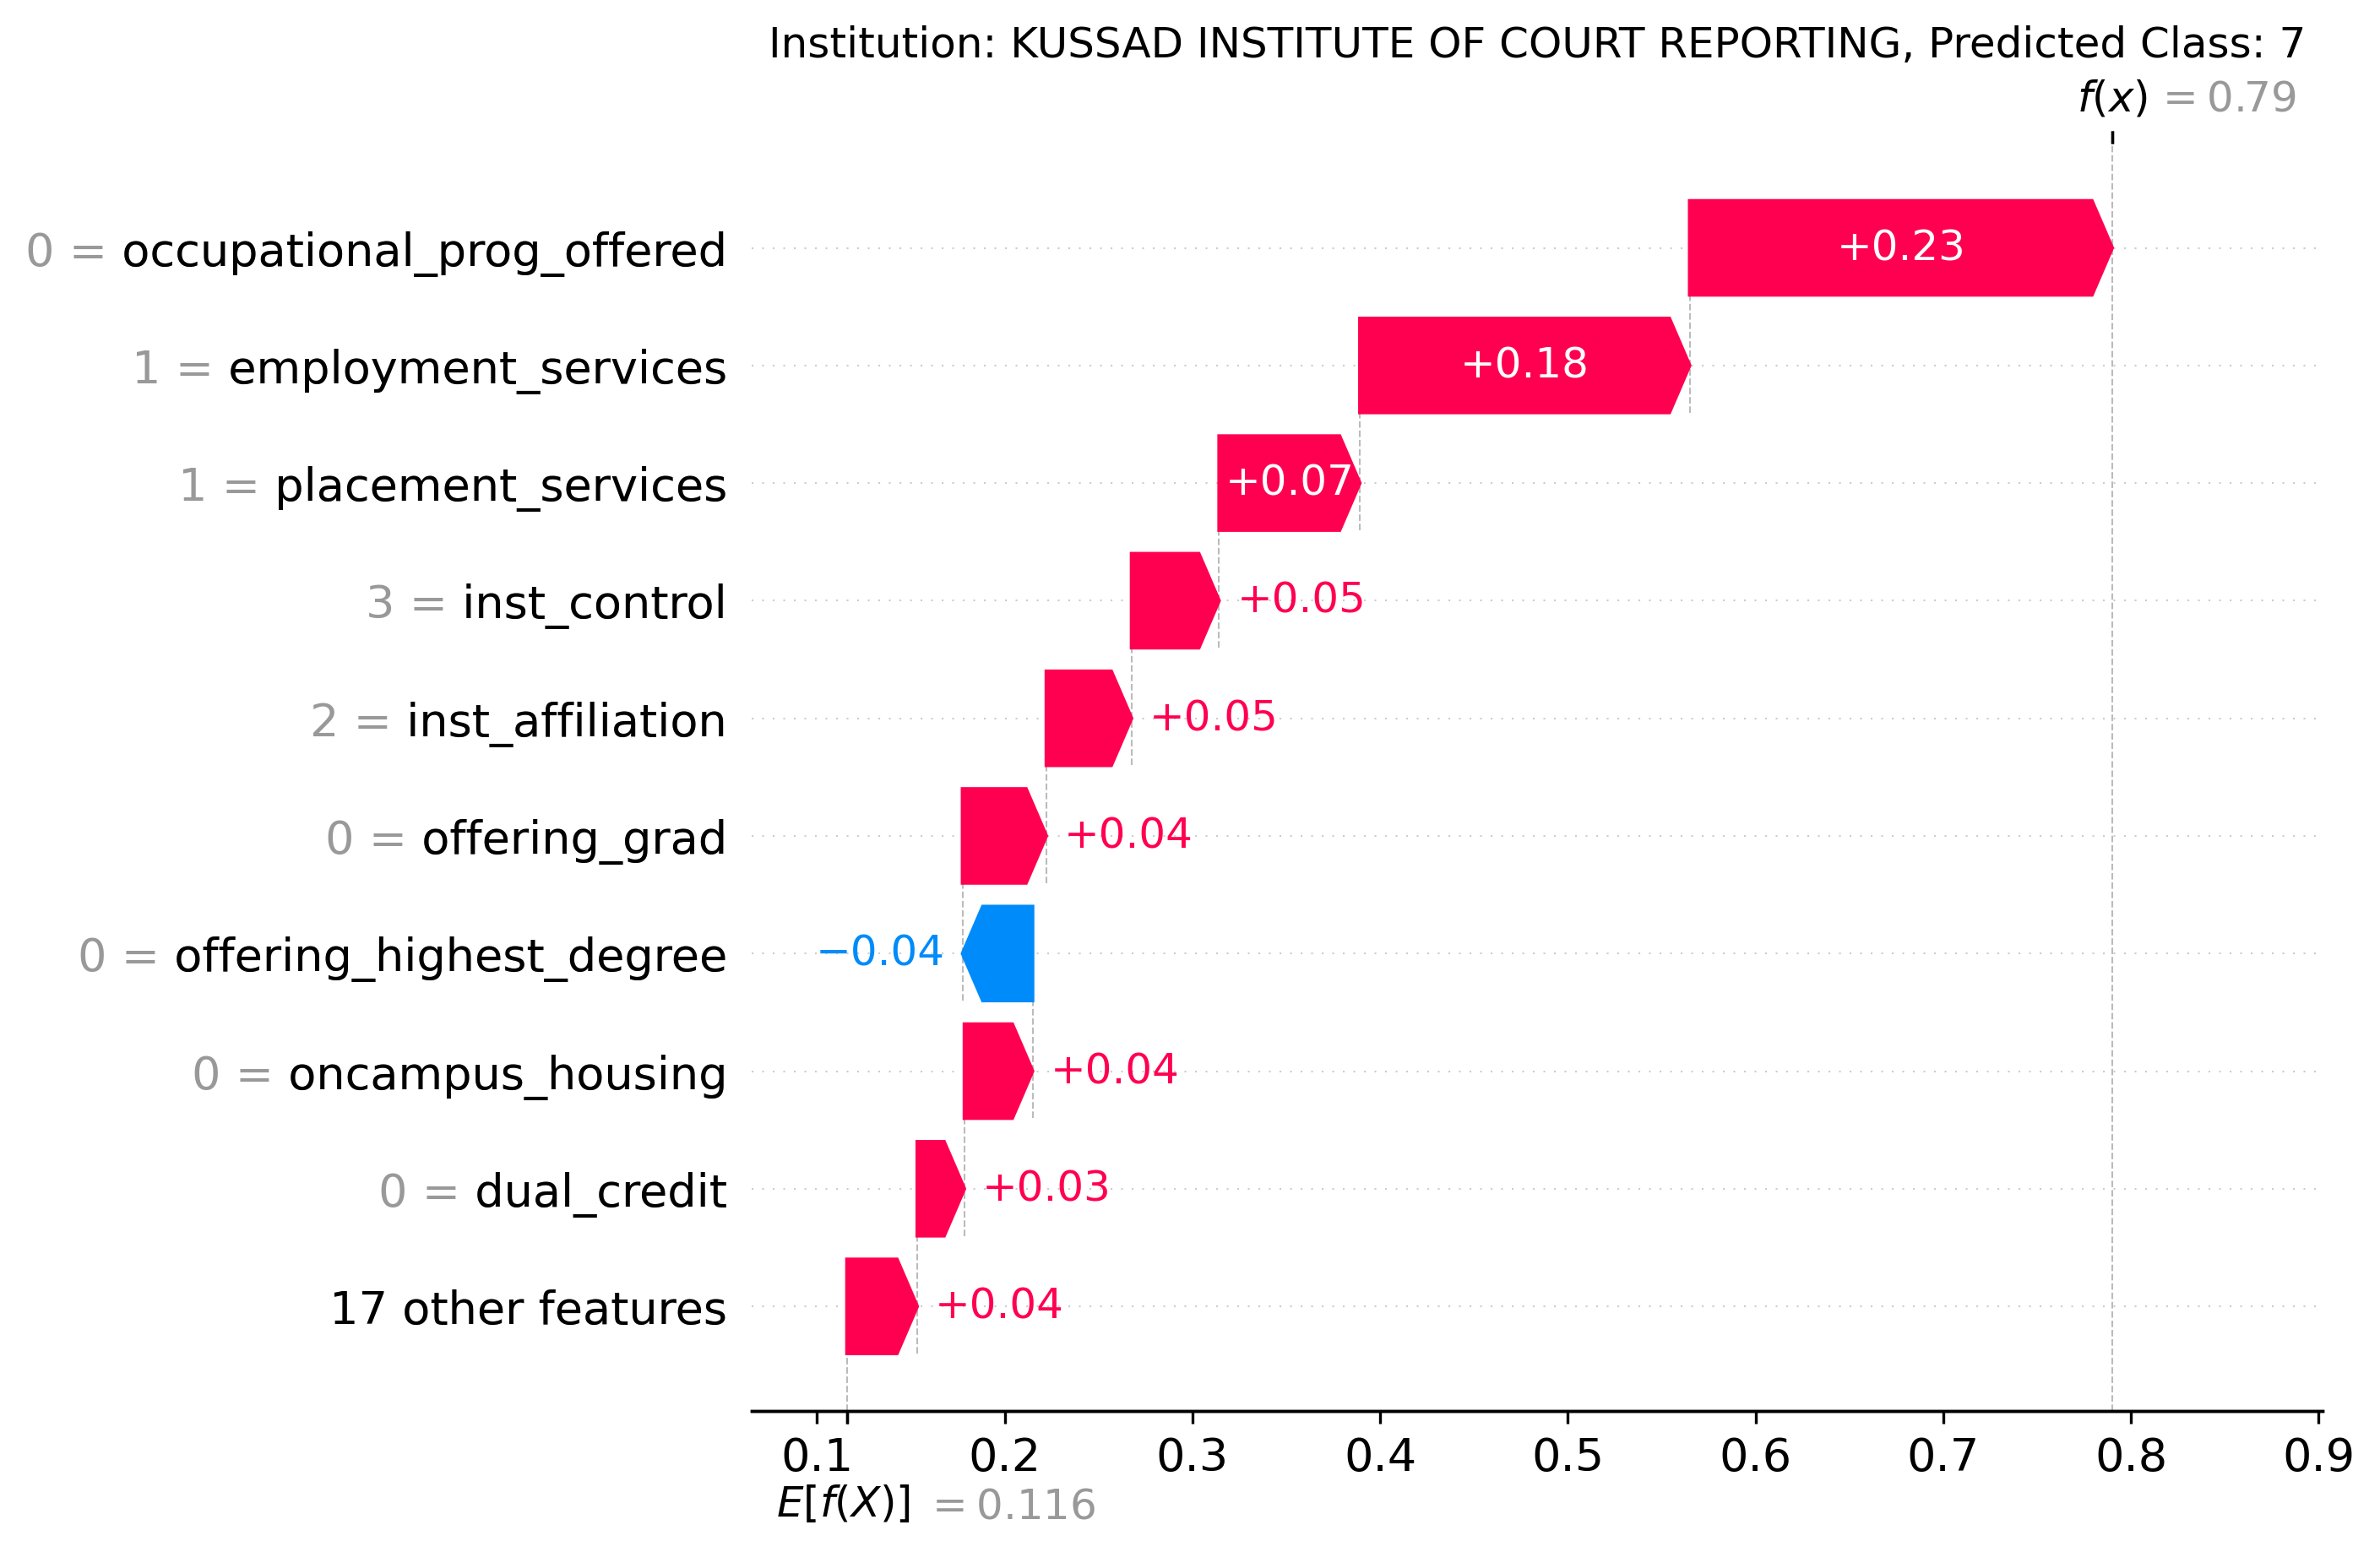 Institution: KUSSAD INSTITUTE OF COURT REPORTING, Predicted Class: 7
f(x) = 0.79
0 = occupational_prog_offered +0.23
1 = employment_services +0.18
1 = placement_services +0.07
3 = inst_control +0.05
2 = inst_affiliation +0.05
0 = offering_grad +0.04
0 = offering_highest_degree −0.04
0 = oncampus_housing +0.04
0 = dual_credit +0.03
17 other features +0.04
0.1 0.2 0.3 0.4 0.5 0.6 0.7 0.8 0.9
E[f(X)] = 0.116